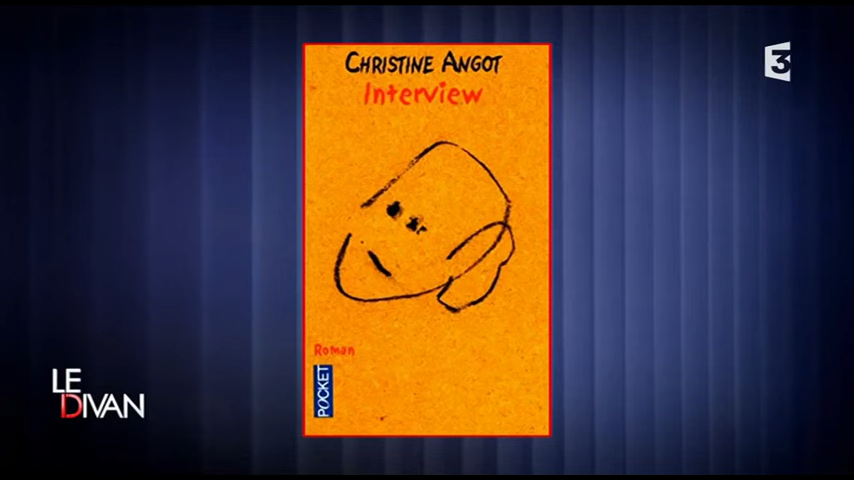 CHRISTINE ANGOT
Interview
3
Roman
POCKET
LE
DIVAN